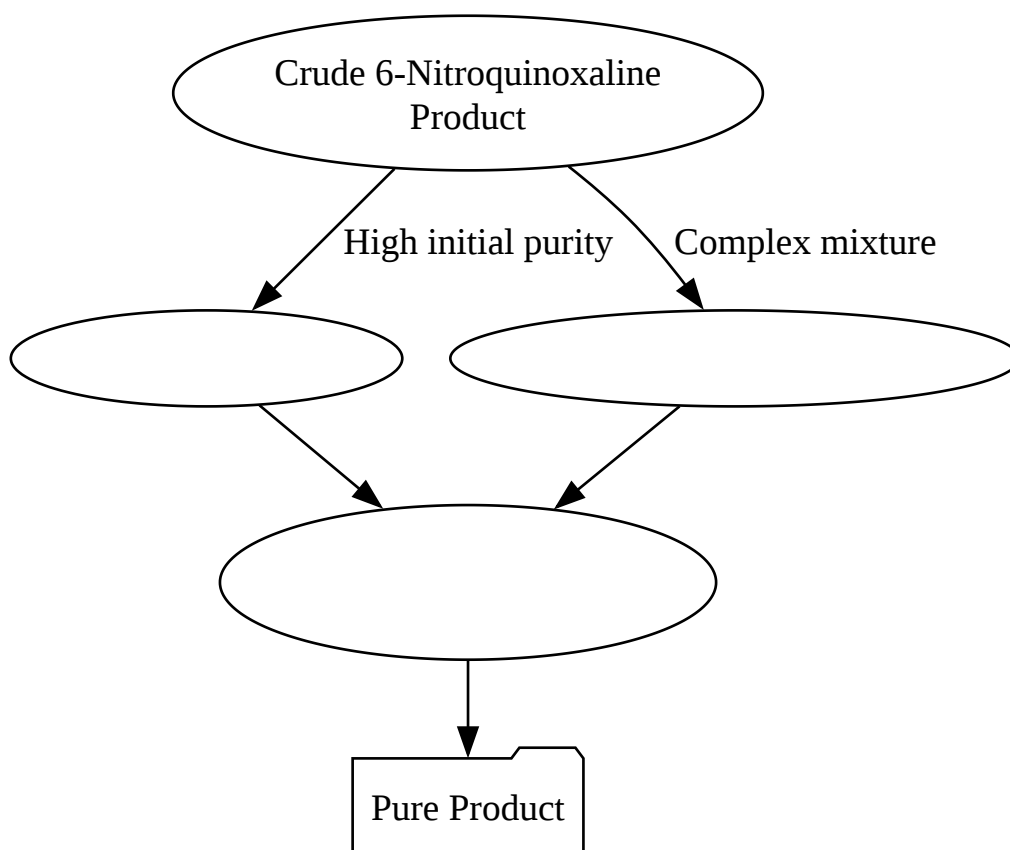 Crude 6-Nitroquinoxaline
Product
High initial purity
Complex mixture
Pure Product